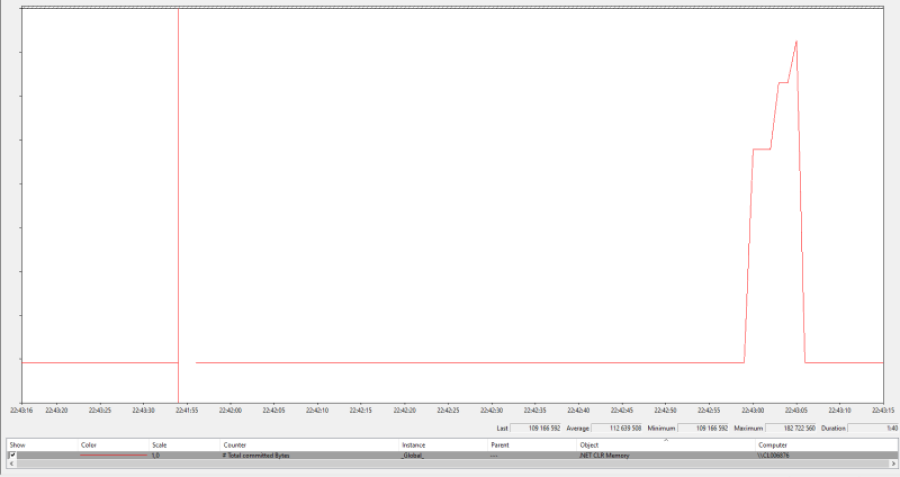 22:43:16 22:43:20 22:43:25 22:43:30 22:41:55 22:42:00 22:42:05 22:42:10 22:42:15 22:42:20 22:42:25 22:42:30 22:42:35 22:42:40 22:42:45 22:42:50 22:42:55 22:43:00 22:43:05 22:43:10 22:43:15
Last 109 166 592 Average 112 639 508 Minimum 109 166 592 Maximum 182 722 560 Duration 1:40
Show Color Scale Counter Instance Parent Object Computer
1,0 # Total committed Bytes _Global_ --- .NET CLR Memory